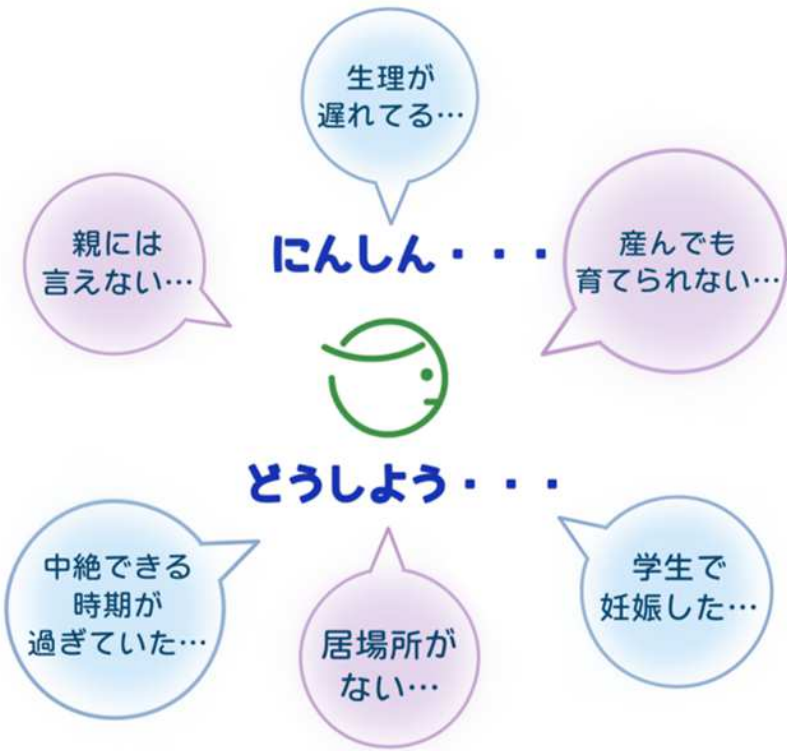 生理が
遅れてる…
親には
言えない…
にんしん・・・
産んでも
育てられない…
どうしよう・・・
中絶できる
時期が
過ぎていた…
居場所が
ない…
学生で
妊娠した…